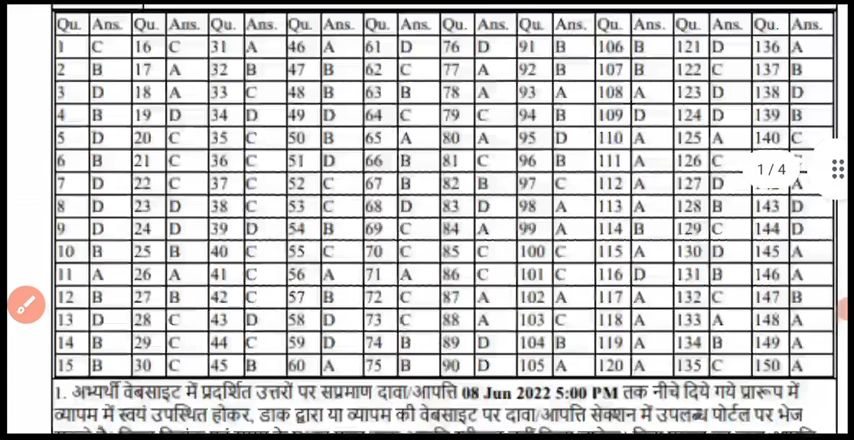 Qu. Ans. Qu. Ans. Qu. Ans. Qu. Ans. Qu. Ans. Qu. Ans. Qu. Ans. Qu. Ans. Qu. Ans. Qu. Ans.
1 C 16 C 31 A 46 A 61 D 76 D 91 B 106 B 121 D 136 A
2 B 17 A 32 B 47 B 62 C 77 A 92 B 107 B 122 C 137 B
3 D 18 A 33 C 48 B 63 B 78 A 93 A 108 A 123 D 138 D
4 B 19 D 34 D 49 D 64 C 79 C 94 B 109 D 124 D 139 B
5 D 20 C 35 C 50 B 65 A 80 A 95 D 110 A 125 A 140 C
6 B 21 C 36 C 51 D 66 B 81 C 96 B 111 A 126 C
1 / 4
7 D 22 C 37 C 52 C 67 B 82 B 97 C 112 A 127 D A
8 D 23 D 38 C 53 C 68 D 83 D 98 A 113 A 128 B 143 D
9 D 24 D 39 D 54 B 69 C 84 A 99 A 114 B 129 C 144 D
10 B 25 B 40 C 55 C 70 C 85 C 100 C 115 A 130 D 145 A
11 A 26 A 41 C 56 A 71 A 86 C 101 C 116 D 131 B 146 A
12 B 27 B 42 C 57 B 72 C 87 A 102 A 117 A 132 C 147 B
13 D 28 C 43 D 58 D 73 C 88 A 103 C 118 A 133 A 148 A
14 B 29 C 44 C 59 D 74 B 89 D 104 B 119 A 134 B 149 A
15 B 30 C 45 B 60 A 75 B 90 D 105 A 120 A 135 C 150 A
1. अभ्यर्थी वेबसाइट में प्रदर्शित उत्तरों पर सप्रमाण दावा/आपत्ति 08 Jun 2022 5:00 PM तक नीचे दिये गये प्रारूप में
व्यापम में स्वयं उपस्थित होकर, डाक द्वारा या व्यापम की वेबसाइट पर दावा/आपत्ति सेक्शन में उपलब्ध पोर्टल पर भेज